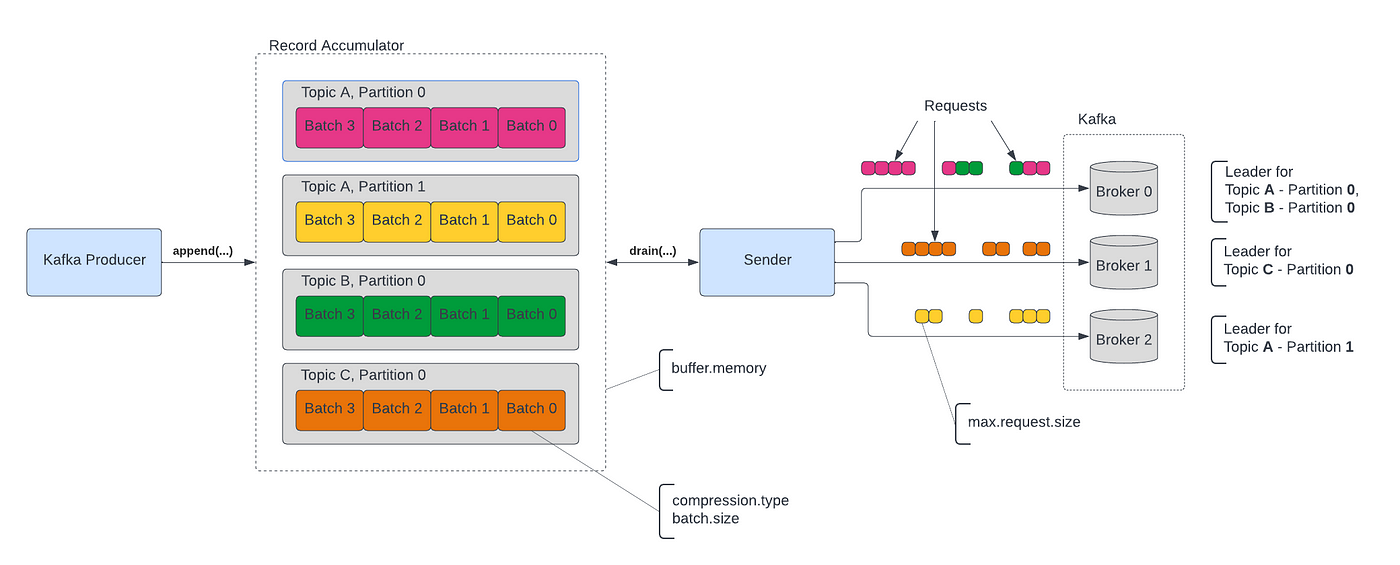 Record Accumulator
Topic A, Partition 0
Batch 3 Batch 2 Batch 1 Batch 0
Topic A, Partition 1
Batch 3 Batch 2 Batch 1 Batch 0
Topic B, Partition 0
Batch 3 Batch 2 Batch 1 Batch 0
Topic C, Partition 0
Batch 3 Batch 2 Batch 1 Batch 0
Kafka Producer
append(...)
drain(...)
buffer.memory
compression.type
batch.size
Sender
Requests
max.request.size
Kafka
Broker 0
Broker 1
Broker 2
Leader for
Topic A - Partition 0,
Topic B - Partition 0
Leader for
Topic C - Partition 0
Leader for
Topic A - Partition 1